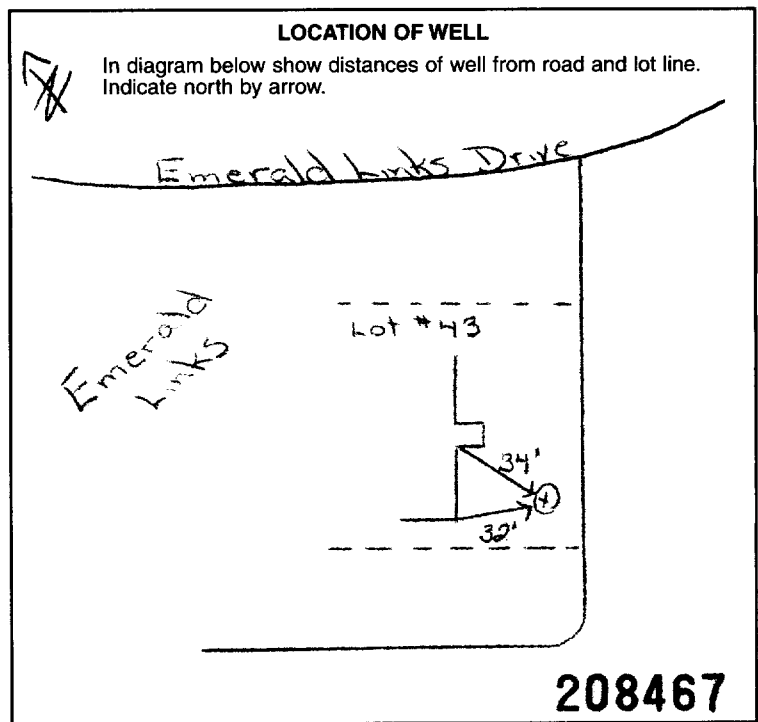 LOCATION OF WELL
In diagram below show distances of well from road and lot line.
Indicate north by arrow.
Emerald Links Drive
Emerald
Links
Lot #43
34'
32'
208467